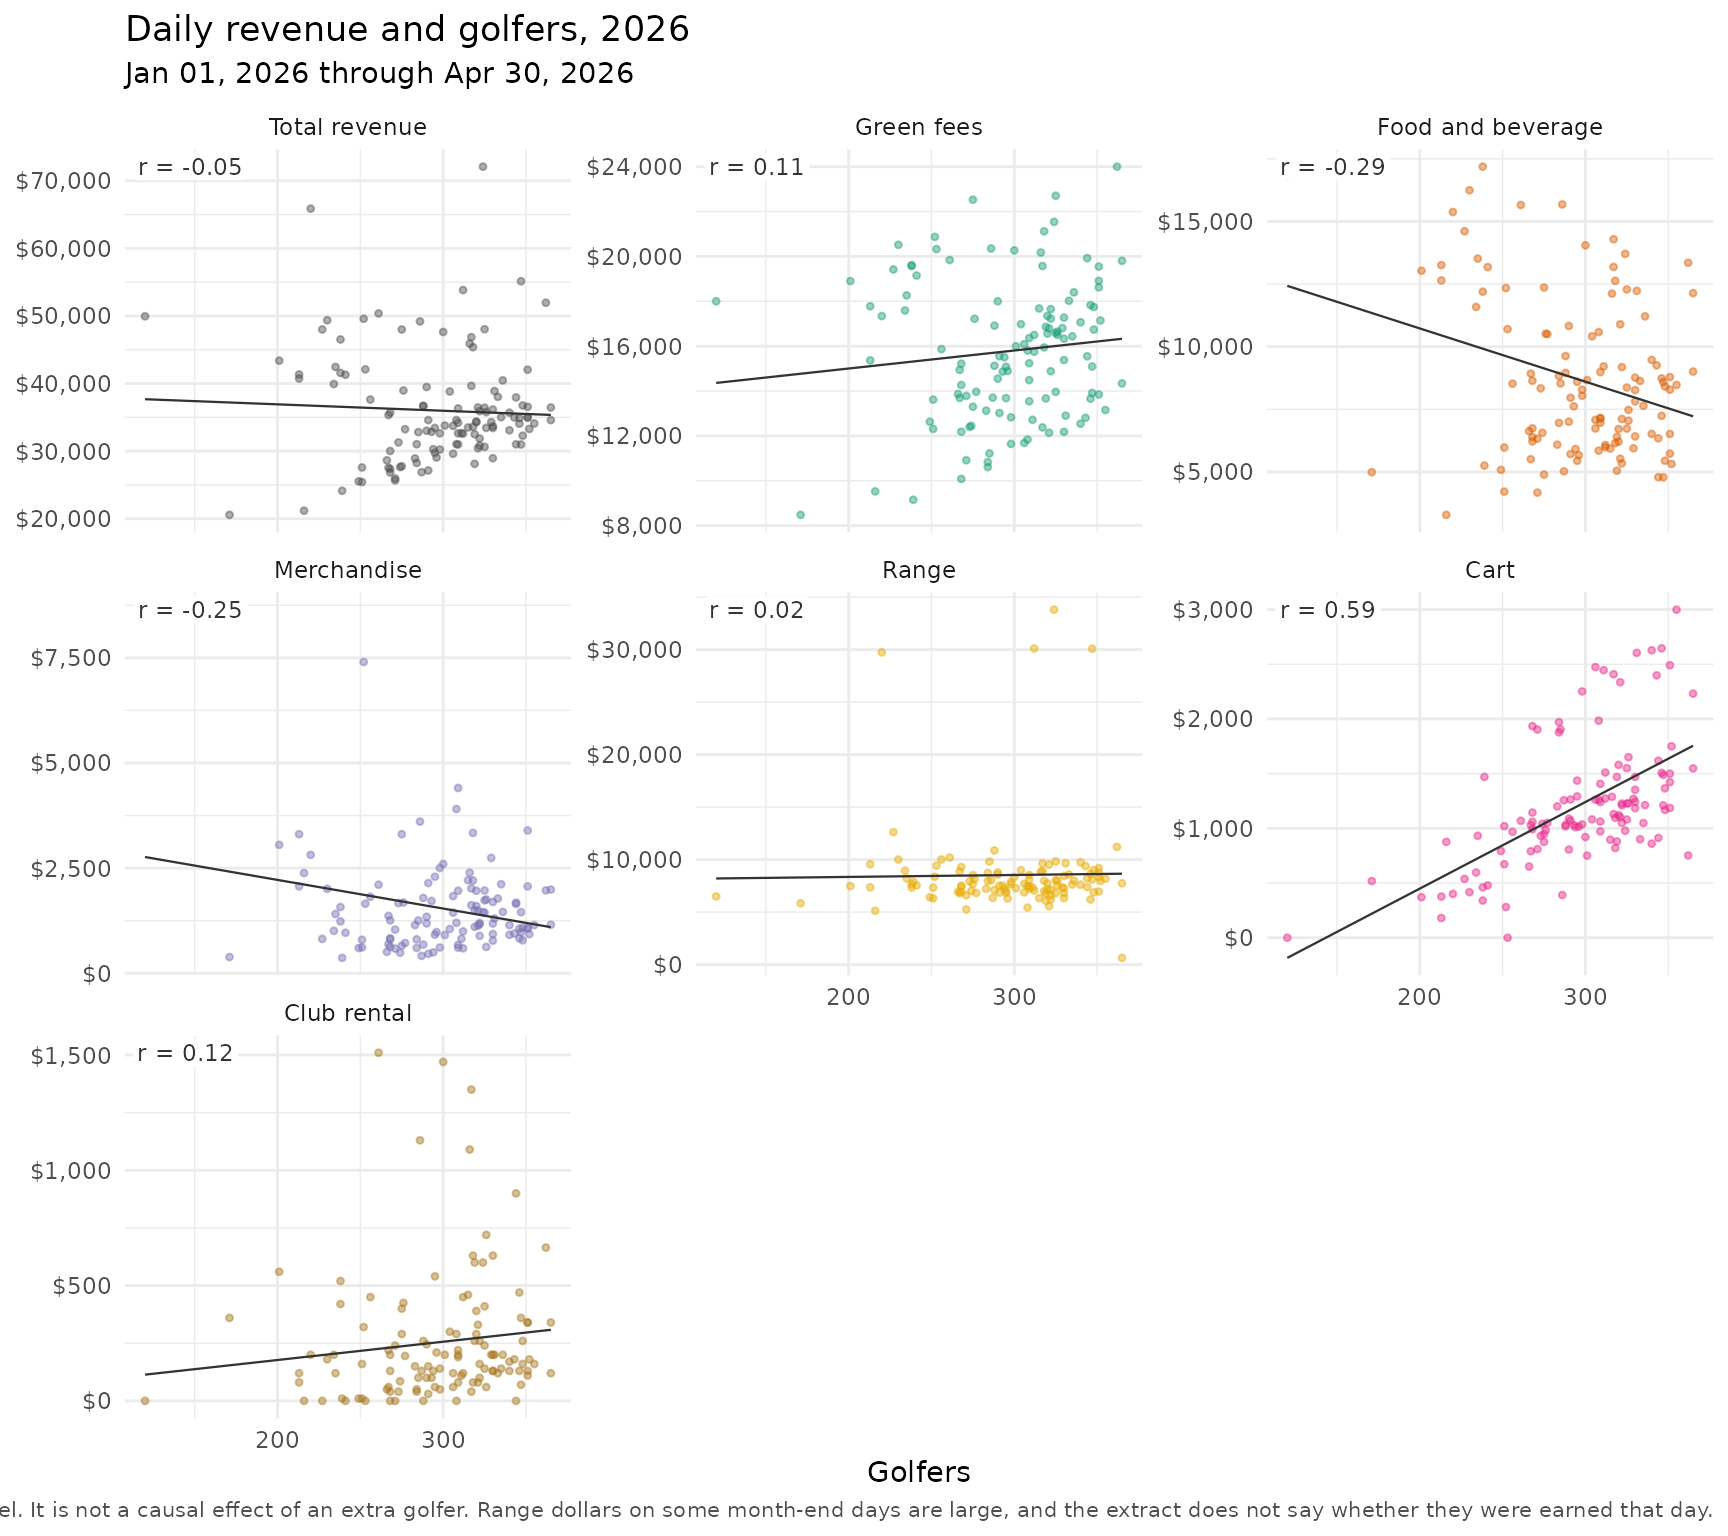 Daily revenue and golfers, 2026
Jan 01, 2026 through Apr 30, 2026
Total revenue
r = -0.05
$70,000
$60,000
$50,000
$40,000
$30,000
$20,000
Green fees
r = 0.11
$24,000
$20,000
$16,000
$12,000
$8,000
Food and beverage
r = -0.29
$15,000
$10,000
$5,000
Merchandise
r = -0.25
$7,500
$5,000
$2,500
$0
Range
r = 0.02
$30,000
$20,000
$10,000
$0
200 300
Cart
r = 0.59
$3,000
$2,000
$1,000
$0
200 300
Club rental
r = 0.12
$1,500
$1,000
$500
$0
200 300
Golfers
el. It is not a causal effect of an extra golfer. Range dollars on some month-end days are large, and the extract does not say whether they were earned that day.